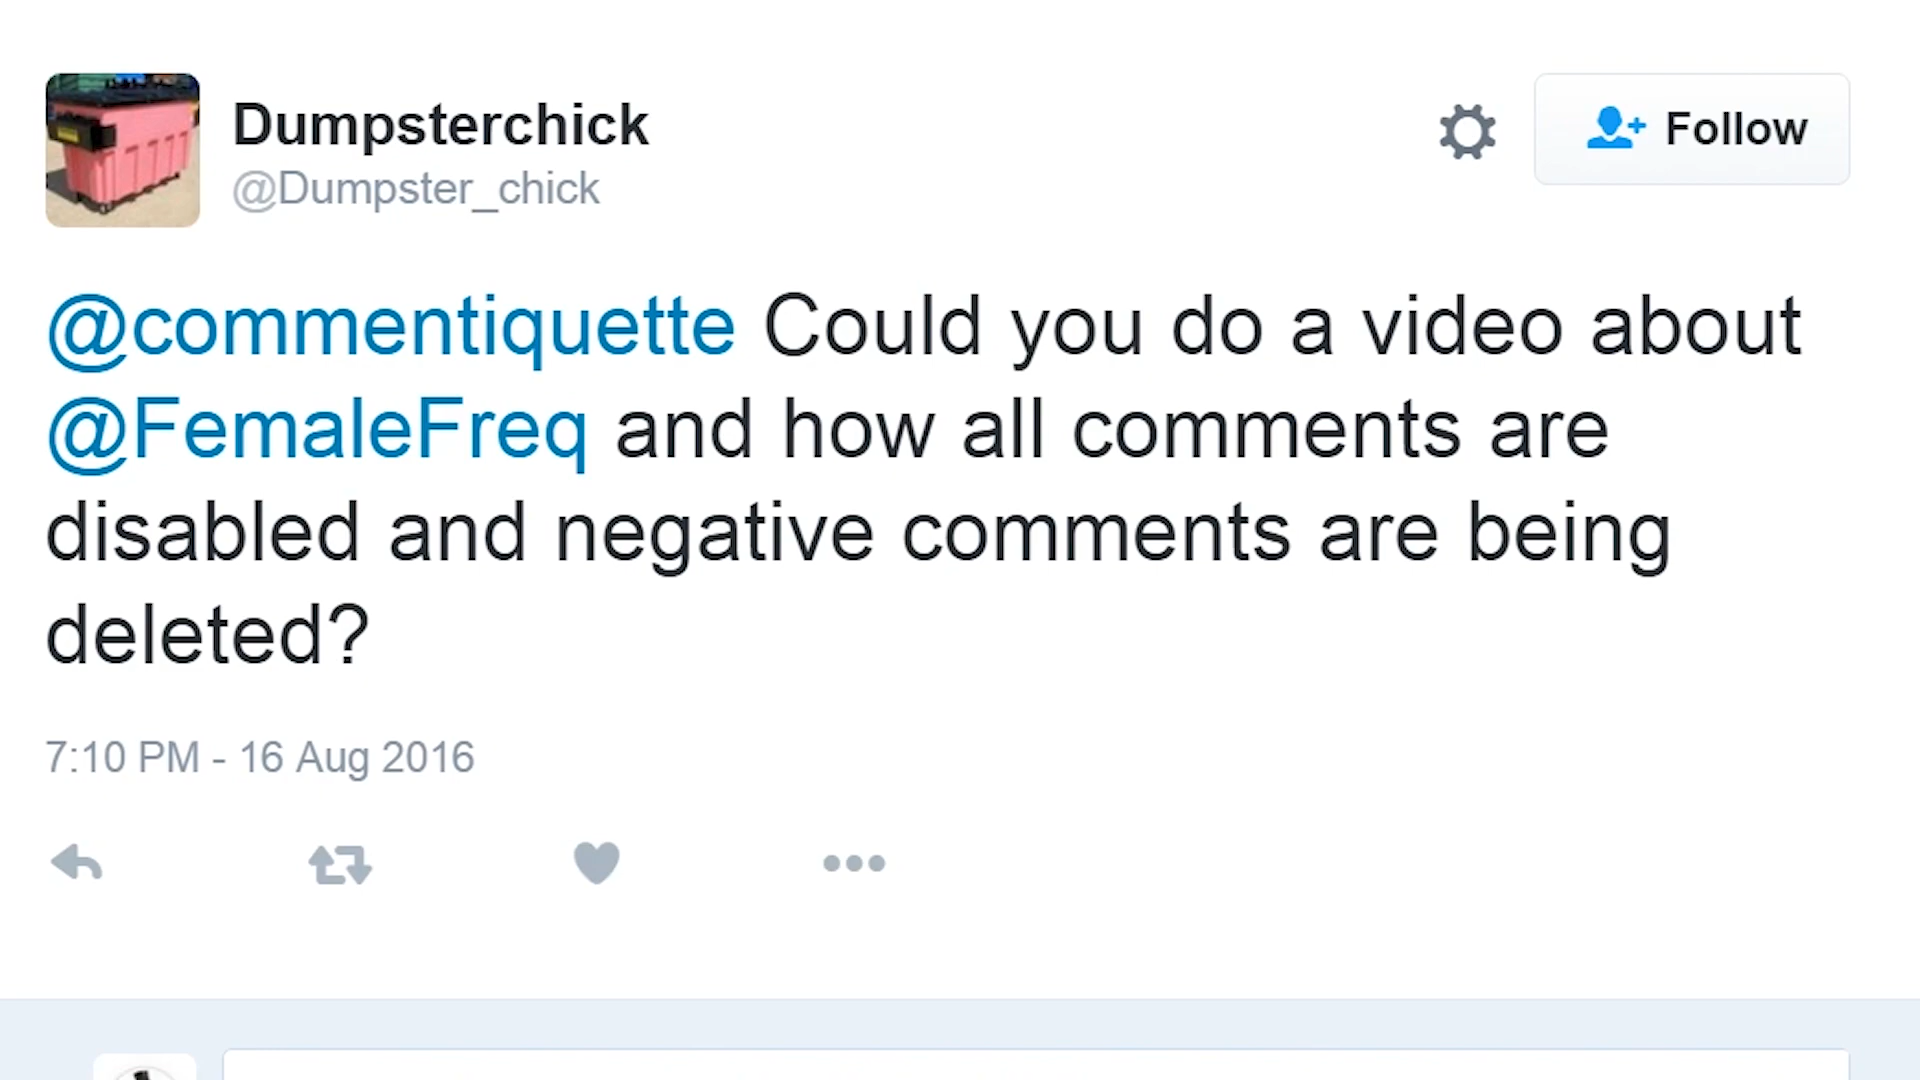 Dumpsterchick
@Dumpster_chick
Follow
@commentiquette Could you do a video about
@FemaleFreq and how all comments are
disabled and negative comments are being
deleted?
7:10 PM - 16 Aug 2016